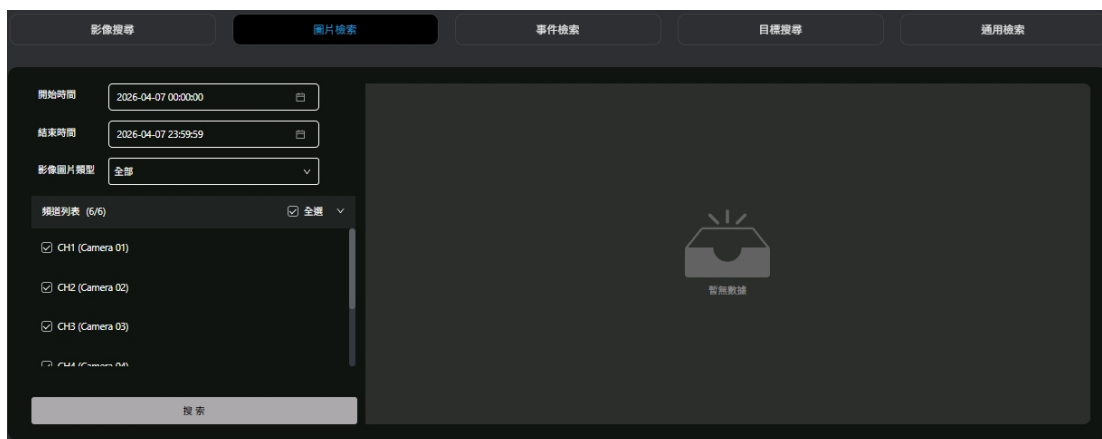 影像搜尋 圖片檢索 事件檢索 目標搜尋 通用檢索
開始時間 2026-04-07 00:00:00
結束時間 2026-04-07 23:59:59
影像圖片類型 全部
頻道列表 (6/6) 全選
CH1 (Camera 01)
CH2 (Camera 02)
CH3 (Camera 03)
CH4 (Camera 04)
搜索
暫無數據